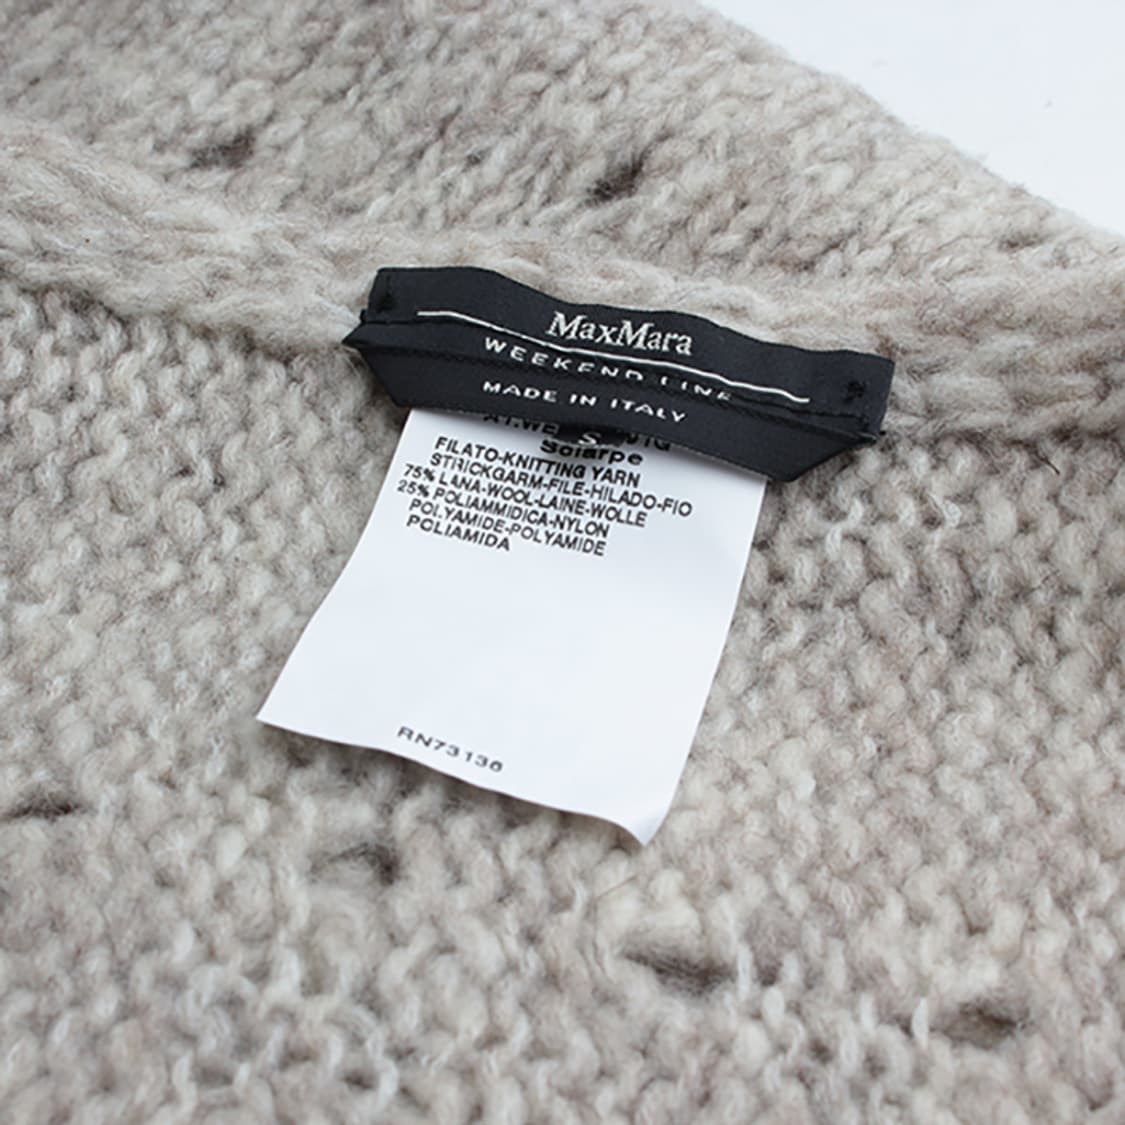 MaxMara
WEEKEND LINE
MADE IN ITALY
S
FILATO-KNITTING YARN
STRICKGARM-FILE-HILADO-FIO
75% LANA-WOOL-LAINE-WOLLE
25% POLIAMMIDICA-NYLON
POLYAMIDE-POLYAMIDE
POLIAMIDA
RN73136